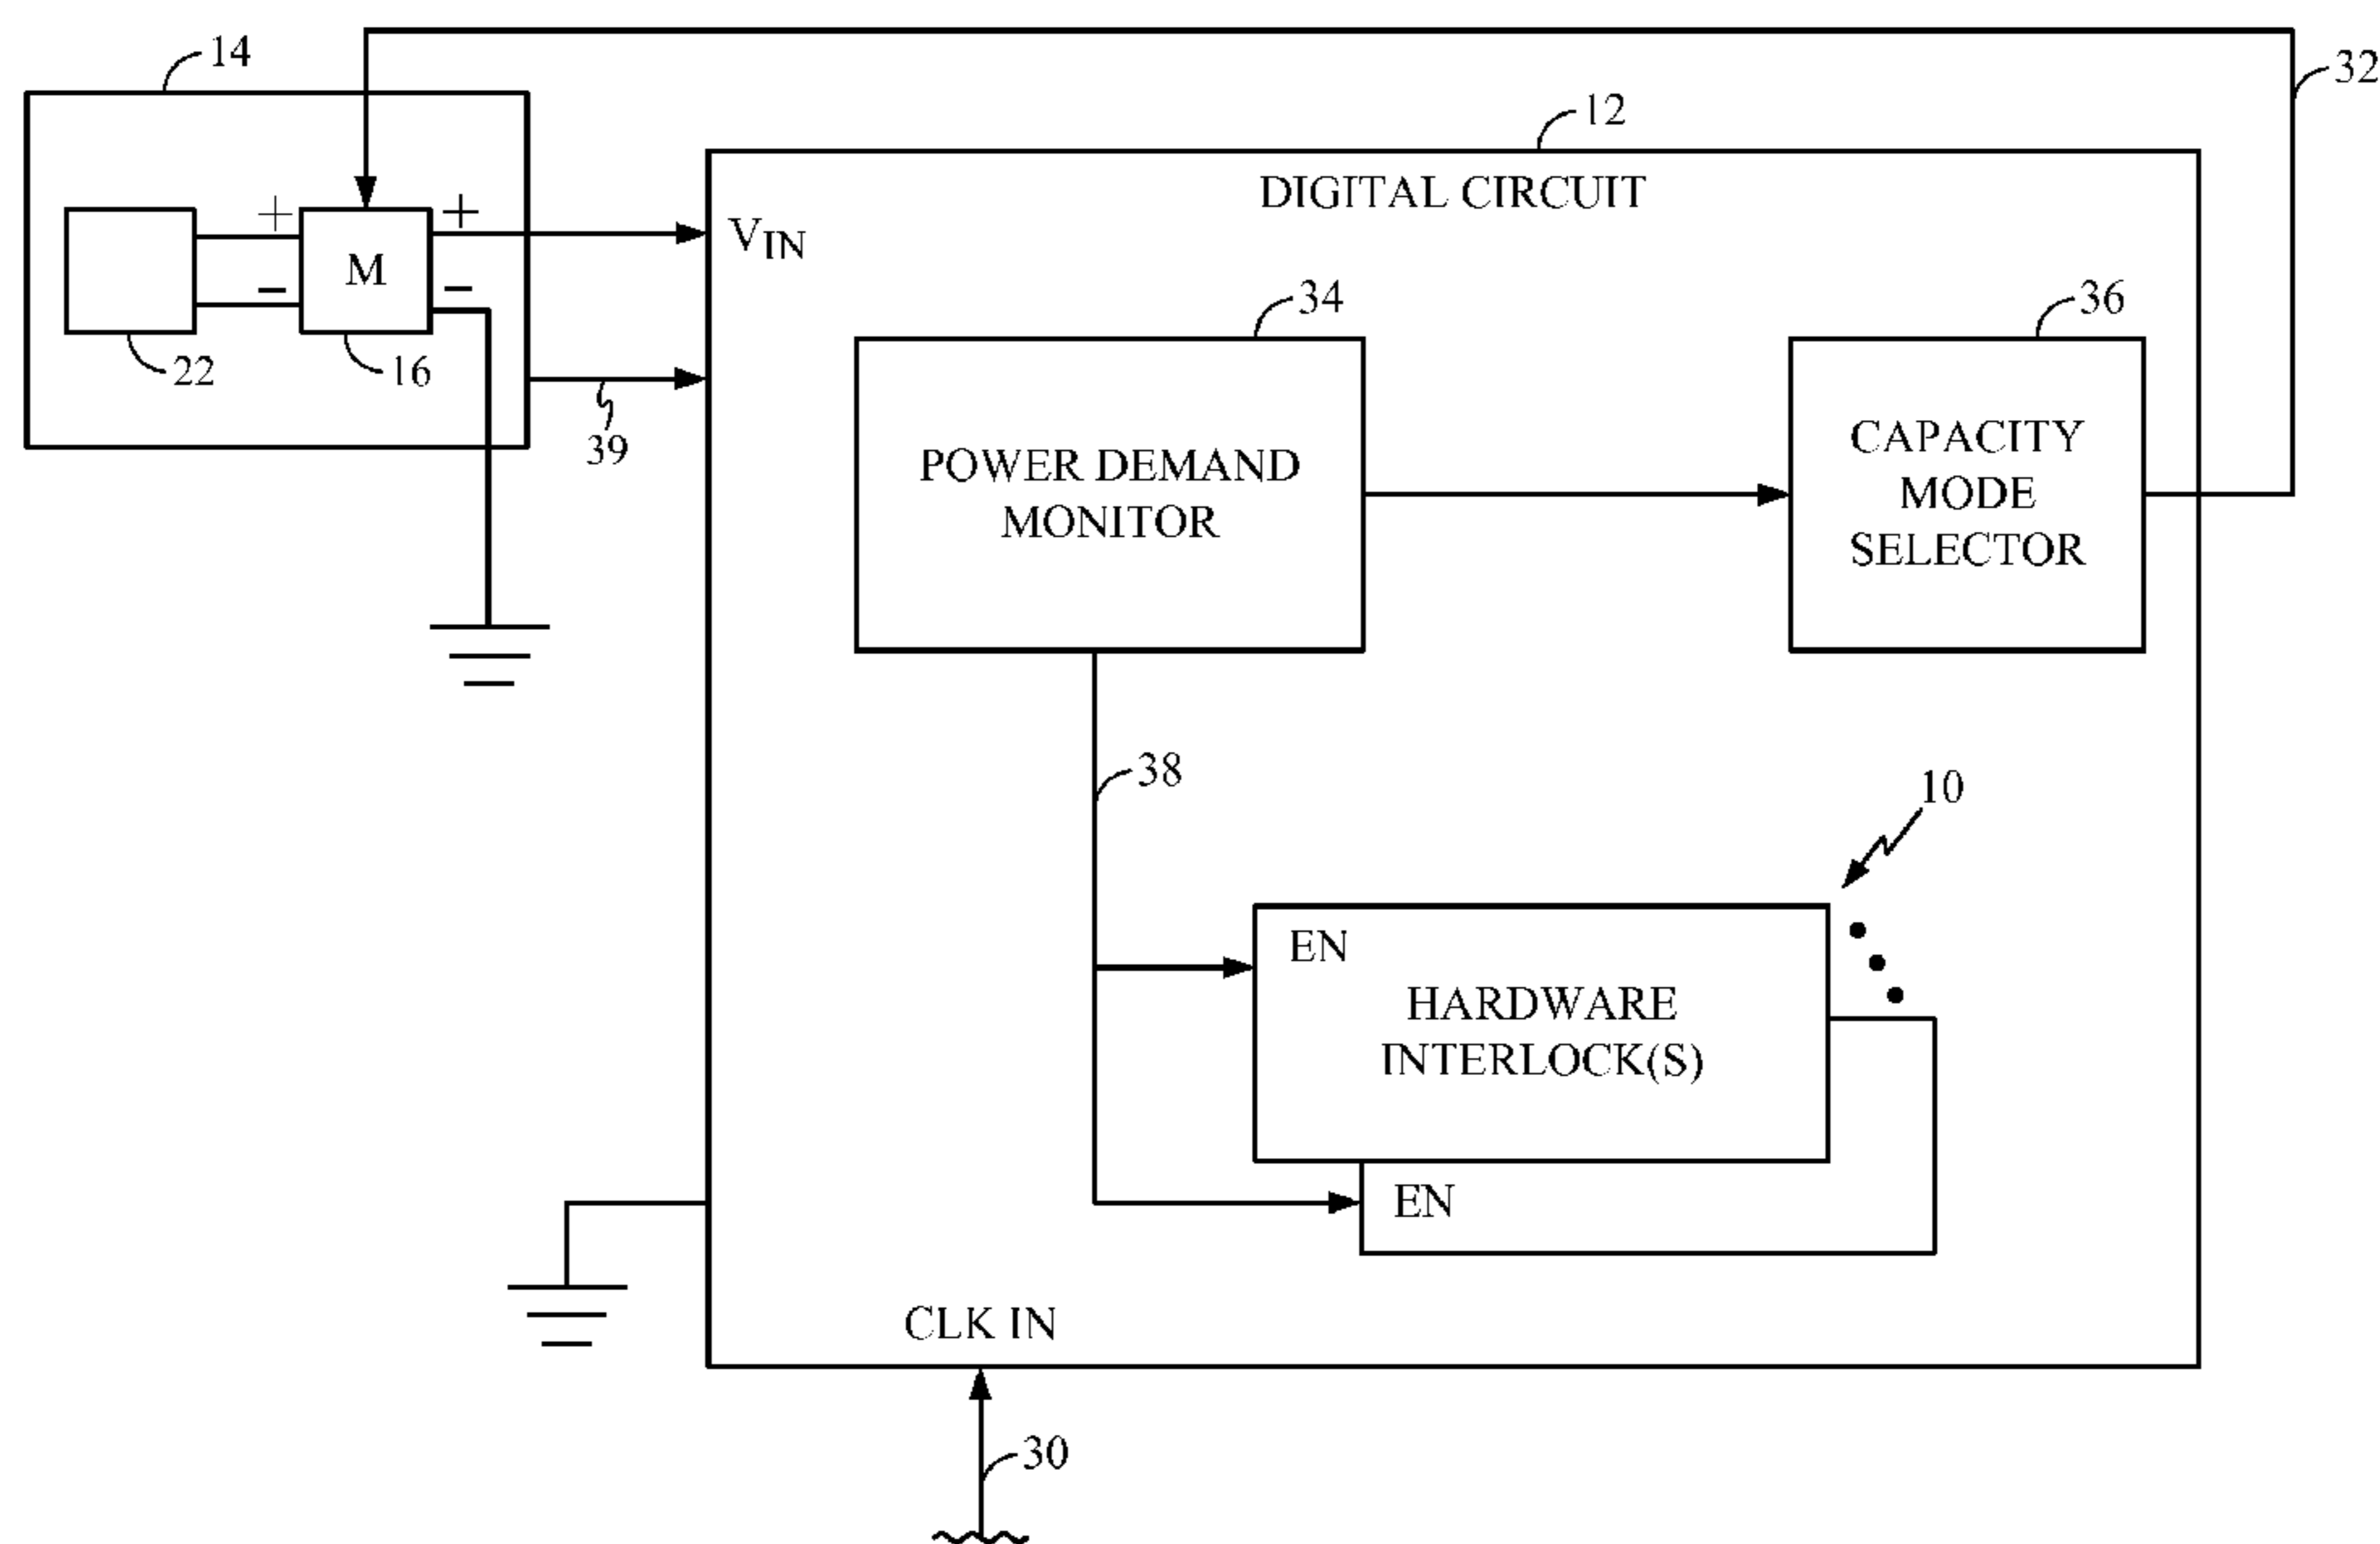 14
32
12
DIGITAL CIRCUIT
+
+
VIN
M
−
−
34
36
22
16
39
POWER DEMAND
MONITOR
CAPACITY
MODE
SELECTOR
38
10
EN
HARDWARE
INTERLOCK(S)
EN
CLK IN
30